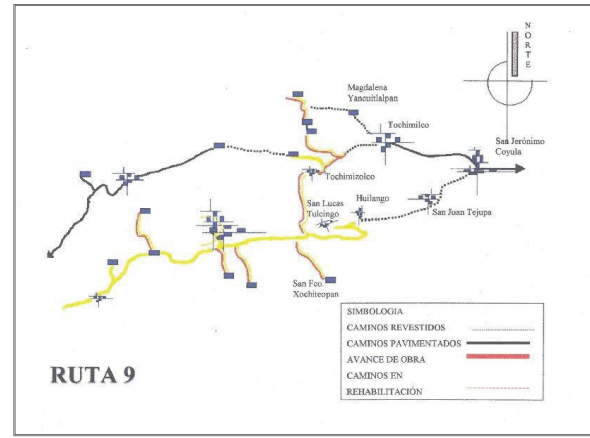 N
O
R
T
E
Magdalena
Yancuitlalpan
Tochimilco
San Jerónimo
Coyula
Tochimizolco
San Lucas
Tulcingo
Huilango
San Juan Tejupa
San Fco.
Xochiteopan
SIMBOLOGIA
CAMINOS REVESTIDOS
CAMINOS PAVIMENTADOS
AVANCE DE OBRA
CAMINOS EN
REHABILITACIÓN
RUTA 9